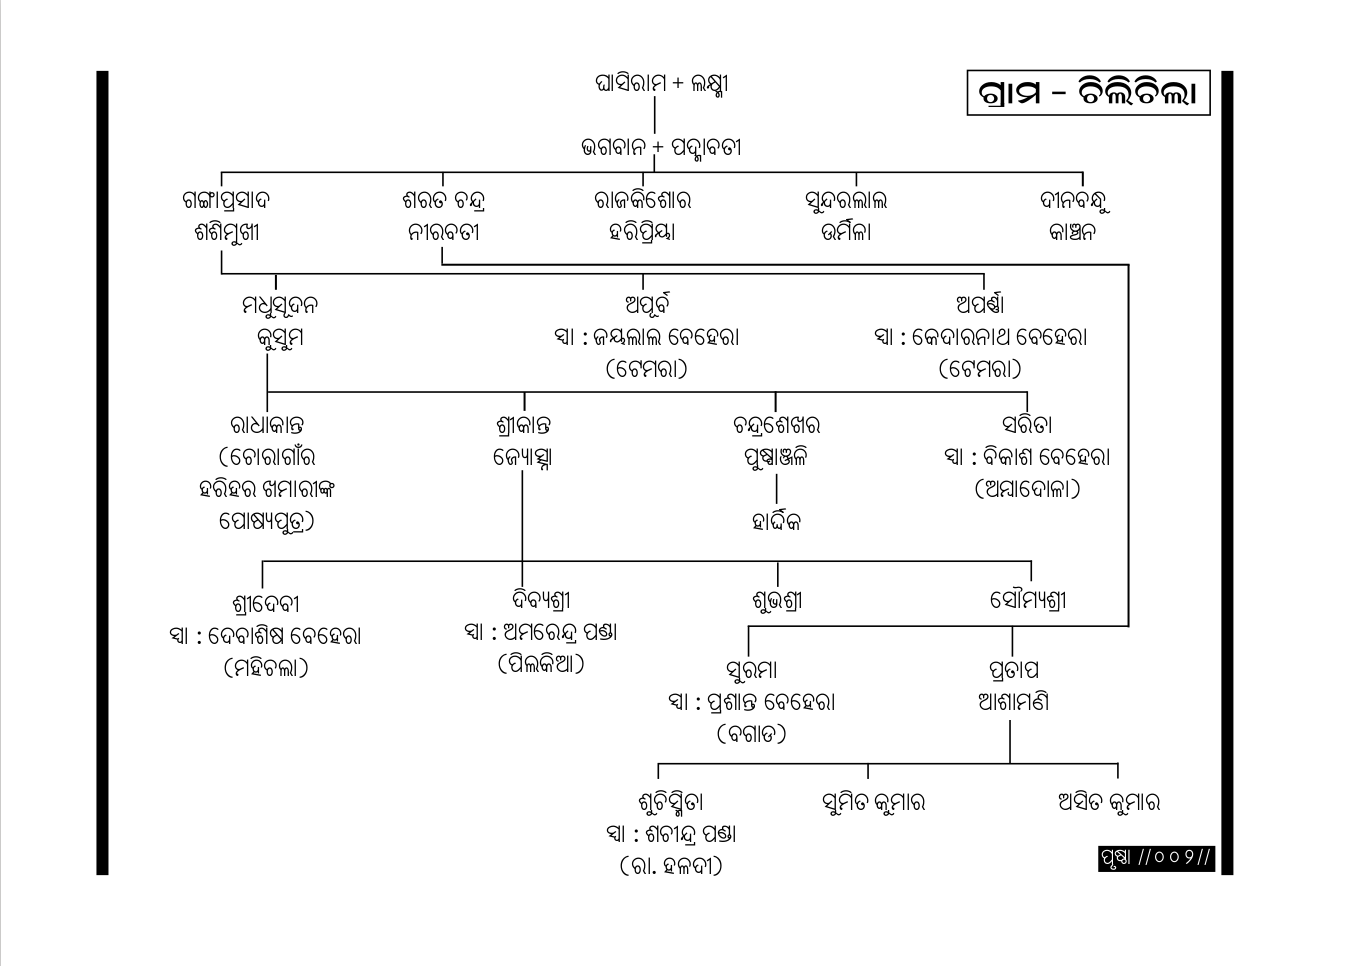 ଘାସିରାମ + ଲକ୍ଷ୍ମୀ
ଗ୍ରାମ - ଚିଲିଚିଲା
ଭଗବାନ + ପଦ୍ମାବତୀ
ଗଙ୍ଗାପ୍ରସାଦ
ଶଶିମୁଖୀ
ଶରତ ଚନ୍ଦ୍ର
ନୀରବତୀ
ରାଜକିଶୋର
ହରିପ୍ରିୟା
ସୁନ୍ଦରଲାଲ
ଉର୍ମିଳା
ଦୀନବନ୍ଧୁ
କାଞ୍ଚନ
ମଧୁସୂଦନ
କୁସୁମ
ଅପୂର୍ବ
ସ୍ୱା : ଜୟଲାଲ ବେହେରା
(ଟେମରା)
ଅପର୍ଣ୍ଣା
ସ୍ୱା : କେଦାରନାଥ ବେହେରା
(ଟେମରା)
ରାଧାକାନ୍ତ
(ଚୋରାଗାଁର
ହରିହର ଖମାରୀଙ୍କ
ପୋଷ୍ୟପୁତ୍ର)
ଶ୍ରୀକାନ୍ତ
ଜ୍ୟୋସ୍ନା
ଚନ୍ଦ୍ରଶେଖର
ପୁଷ୍ପାଞ୍ଜଳି
ହାର୍ଦ୍ଦିକ
ସରିତା
ସ୍ୱା : ବିକାଶ ବେହେରା
(ଅମ୍ବାଦୋଳା)
ଶ୍ରୀଦେବୀ
ସ୍ୱା : ଦେବାଶିଷ ବେହେରା
(ମହିଚଲା)
ଦିବ୍ୟଶ୍ରୀ
ସ୍ୱା : ଅମରେନ୍ଦ୍ର ପଣ୍ଡା
(ପିଲକିଆ)
ଶୁଭଶ୍ରୀ
ସୌମ୍ୟଶ୍ରୀ
ସୁରମା
ସ୍ୱା : ପ୍ରଶାନ୍ତ ବେହେରା
(ବଗାଡ)
ପ୍ରତାପ
ଆଶାମଣି
ଶୁଚିସ୍ମିତା
ସ୍ୱା : ଶଚୀନ୍ଦ୍ର ପଣ୍ଡା
(ରା. ହଳଦୀ)
ସୁମିତ କୁମାର
ଅସିତ କୁମାର
ପୃଷ୍ଠା //୦୦୨//